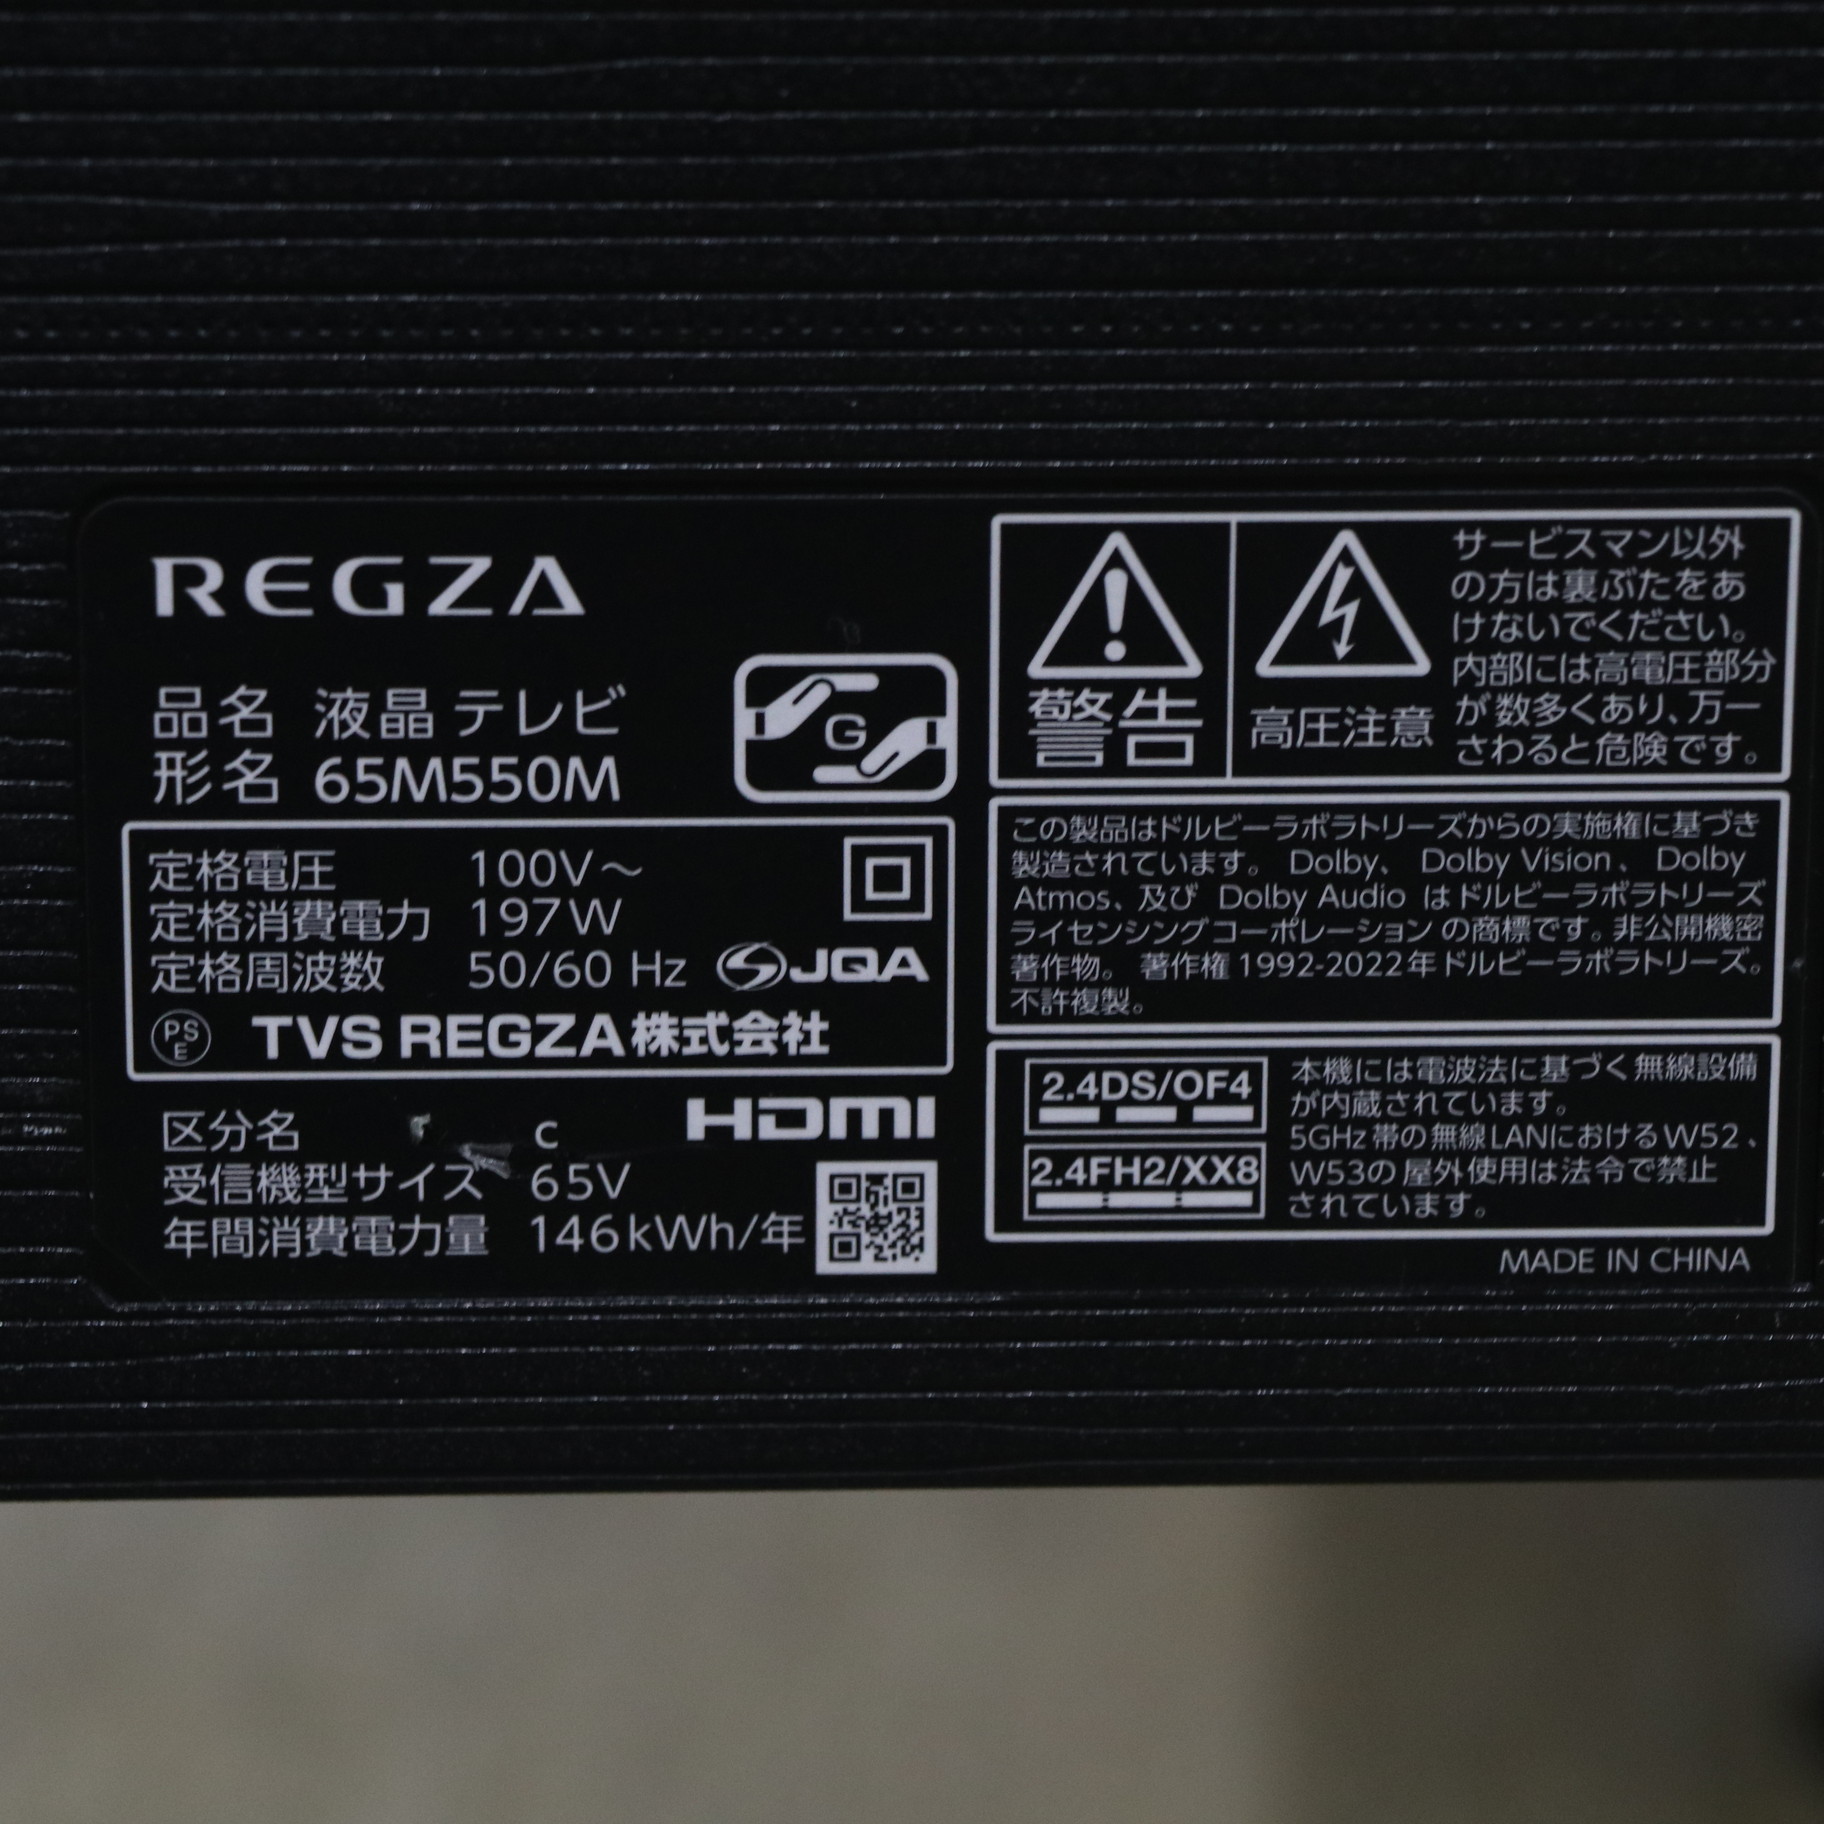 REGZA
品名 液晶テレビ
形名 65M550M
G
定格電圧 100V～
定格消費電力 197W
定格周波数 50/60 Hz
JQA
PS
E
TVS REGZA株式会社
区分名 c
HDMI
受信機型サイズ 65V
年間消費電力量 146kWh/年
警告
高圧注意
サービスマン以外
の方は裏ぶたをあ
けないでください。
内部には高電圧部分
が数多くあり、万一
さわると危険です。
この製品はドルビーラボラトリーズからの実施権に基づき
製造されています。 Dolby、 Dolby Vision、 Dolby
Atmos、及び Dolby Audio はドルビーラボラトリーズ
ライセンシングコーポレーションの商標です。非公開機密
著作物。 著作権 1992-2022年ドルビーラボラトリーズ。
不許複製。
2.4DS/OF4
2.4FH2/XX8
本機には電波法に基づく無線設備
が内蔵されています。
5GHz帯の無線LANにおけるW52、
W53の屋外使用は法令で禁止
されています。
MADE IN CHINA